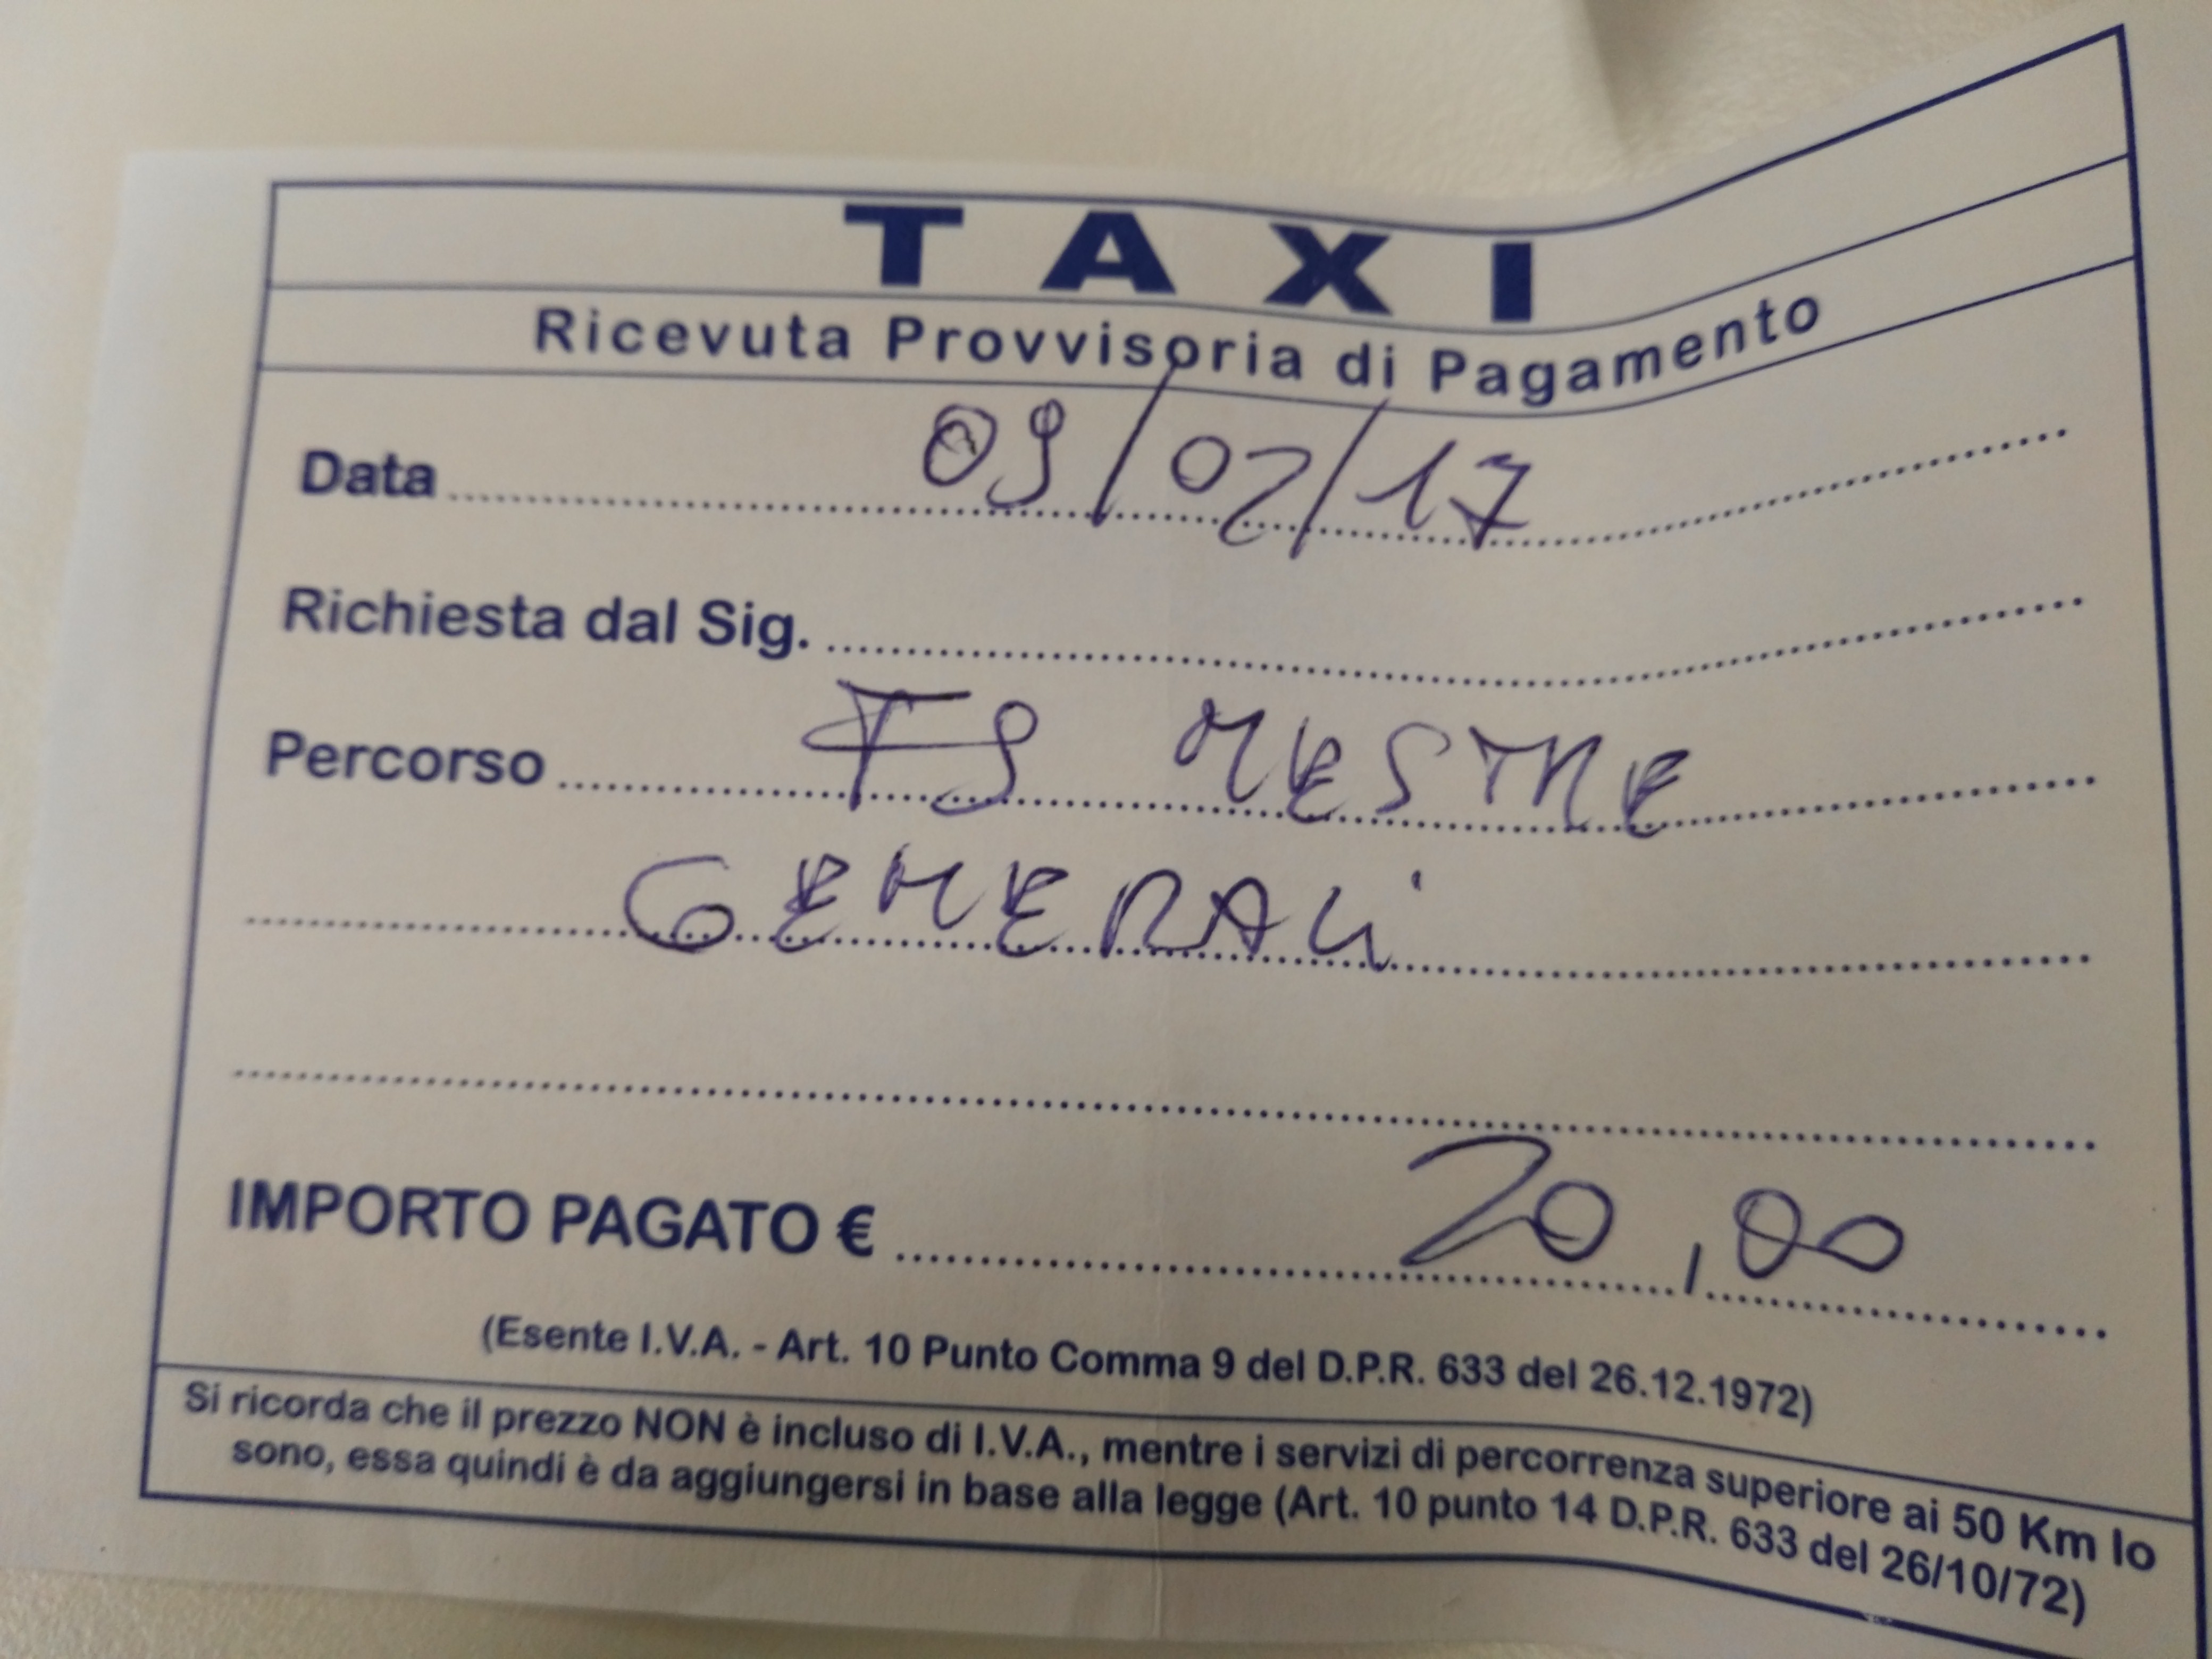 TAXI
Ricevuta Provvisoria di Pagamento
Data 09/02/17
Richiesta dal Sig.
Percorso FS MESTRE
GENERALI
IMPORTO PAGATO € 20,00
(Esente I.V.A. - Art. 10 Punto Comma 9 del D.P.R. 633 del 26.12.1972)
Si ricorda che il prezzo NON è incluso di I.V.A., mentre i servizi di percorrenza superiore ai 50 Km lo
sono, essa quindi è da aggiungersi in base alla legge (Art. 10 punto 14 D.P.R. 633 del 26/10/72)